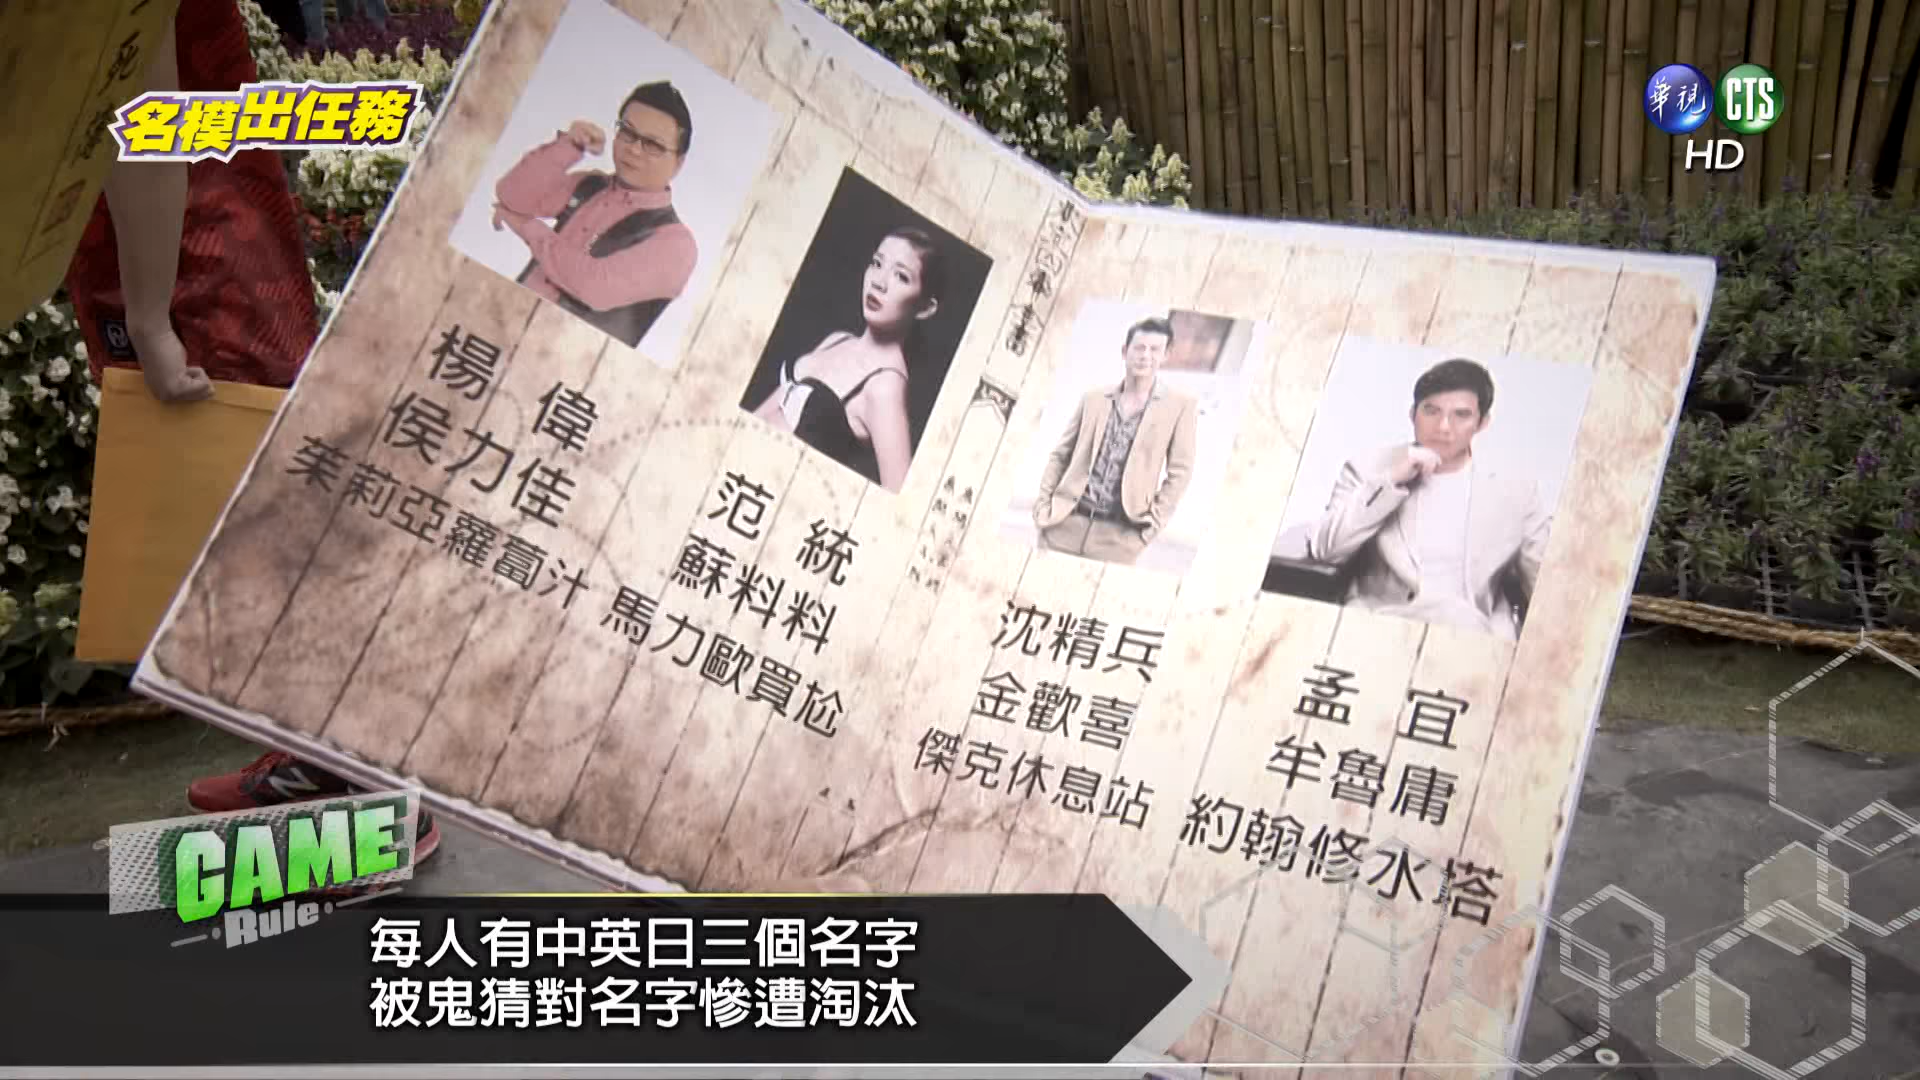 名模出任務
華視 CTS
HD
楊偉
侯力佳
茱莉亞蘿蔔汁
范統
蘇料料
馬力歐買尬
沈精兵
金歡喜
傑克休息站
孟宜
牟魯庸
約翰修水塔
GAME
Rule
每人有中英日三個名字
被鬼猜對名字慘遭淘汰